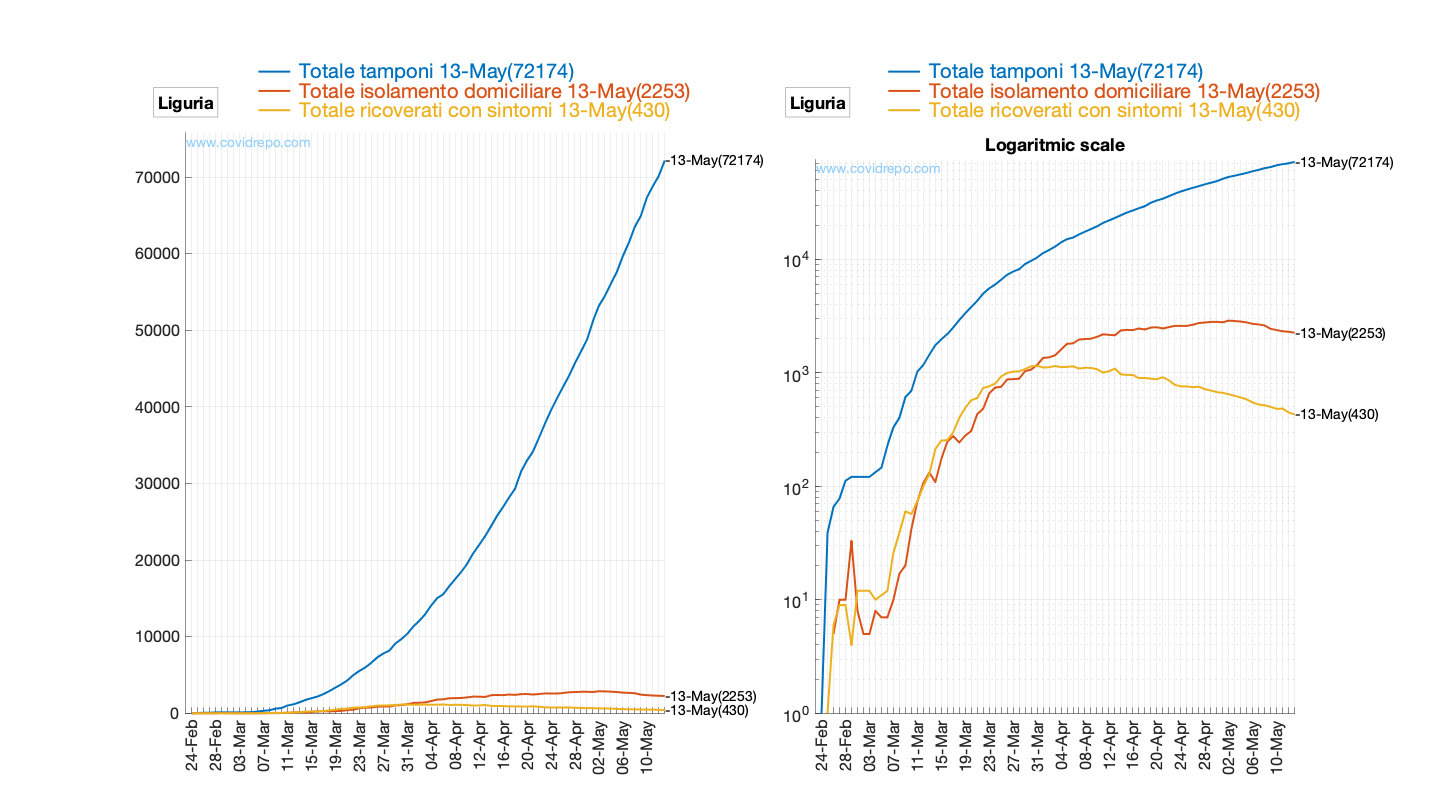 Totale tamponi 13-May(72174)
Totale isolamento domiciliare 13-May(2253)
Totale ricoverati con sintomi 13-May(430)
Liguria
www.covidrepo.com
70000
60000
50000
40000
30000
20000
10000
0
13-May(72174)
13-May(2253)
13-May(430)
24-Feb
28-Feb
03-Mar
07-Mar
11-Mar
15-Mar
19-Mar
23-Mar
27-Mar
31-Mar
04-Apr
08-Apr
12-Apr
16-Apr
20-Apr
24-Apr
28-Apr
02-May
06-May
10-May
Totale tamponi 13-May(72174)
Totale isolamento domiciliare 13-May(2253)
Totale ricoverati con sintomi 13-May(430)
Liguria
Logaritmic scale
www.covidrepo.com
10⁴
10³
10²
10¹
10⁰
13-May(72174)
13-May(2253)
13-May(430)
24-Feb
28-Feb
03-Mar
07-Mar
11-Mar
15-Mar
19-Mar
23-Mar
27-Mar
31-Mar
04-Apr
08-Apr
12-Apr
16-Apr
20-Apr
24-Apr
28-Apr
02-May
06-May
10-May